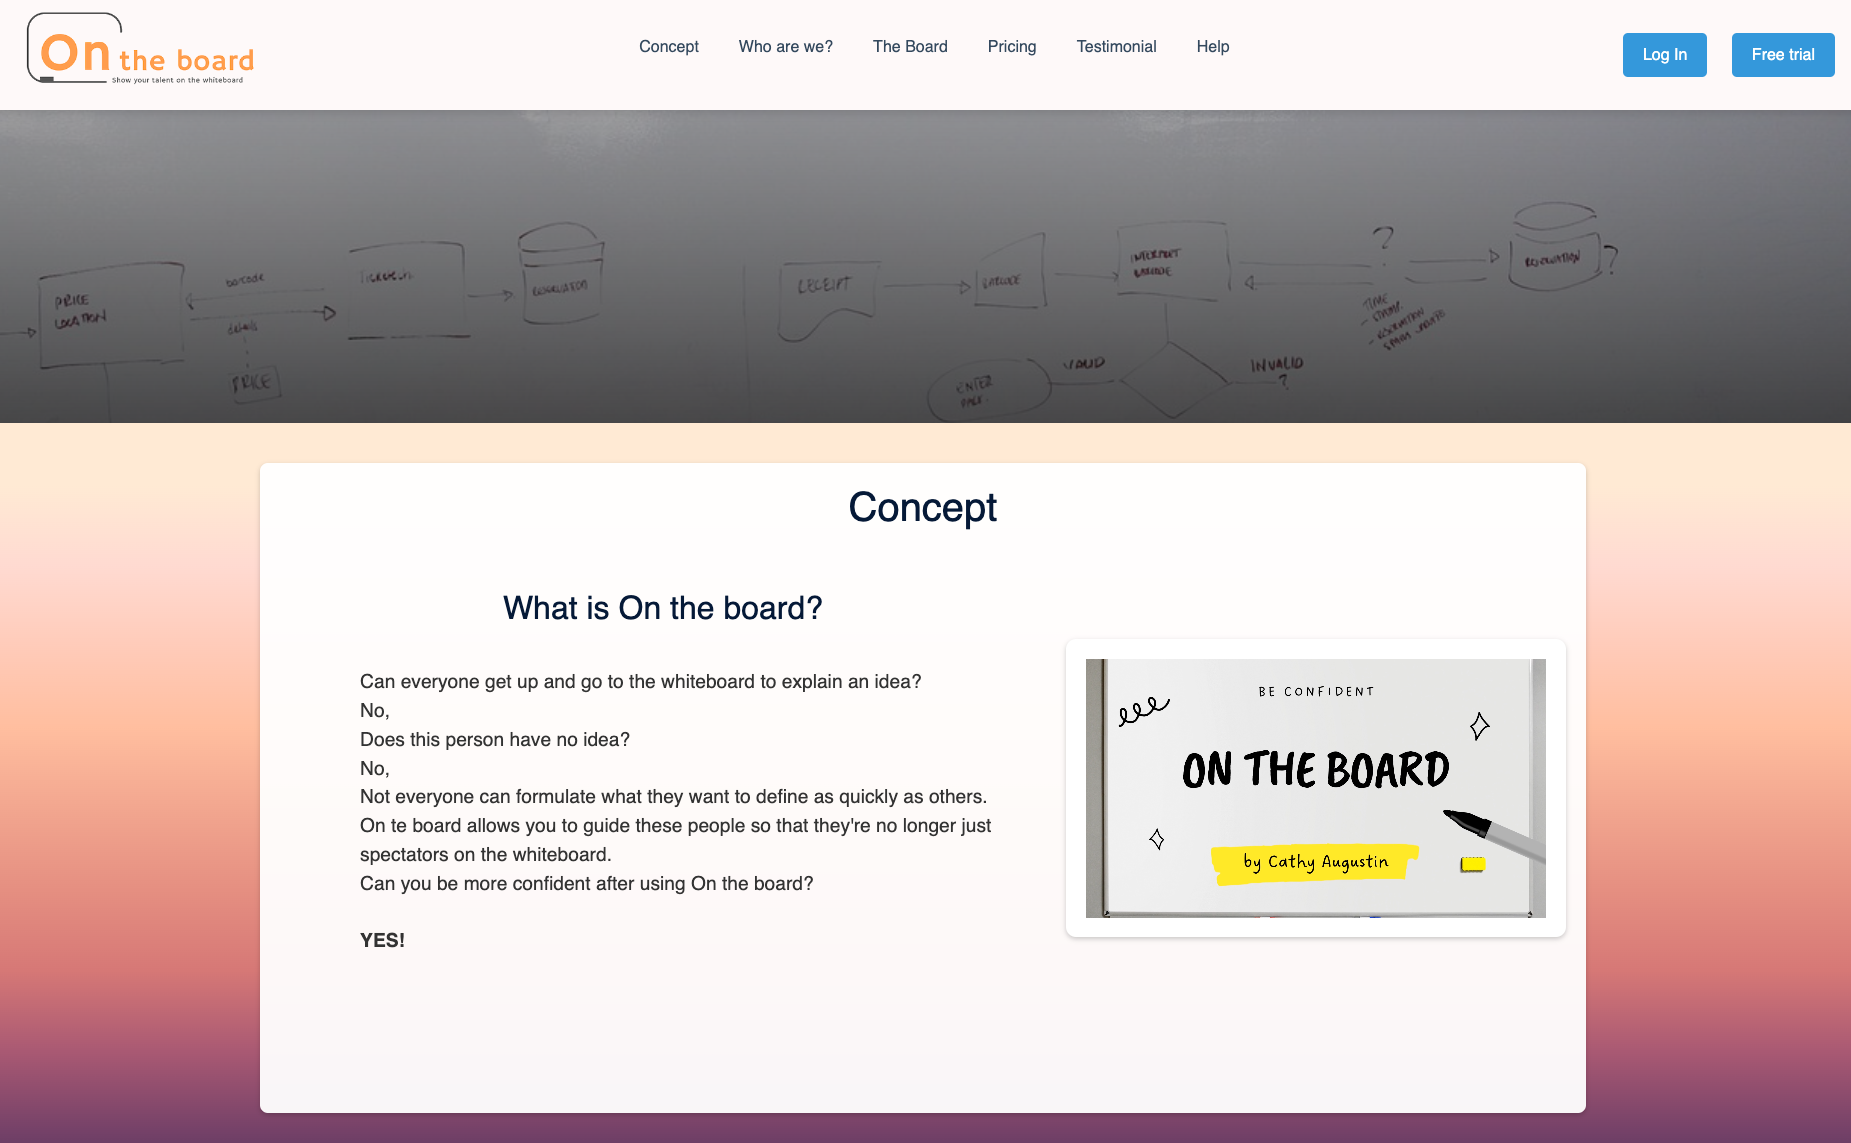 On the board
Show your talent on the whiteboard
Concept
Who are we?
The Board
Pricing
Testimonial
Help
Log In
Free trial
PRICE
LOCATION
barcode
details
PRICE
RECEIPT
BARCODE
INTERPRET
BARCODE
?
?
TIME
STAMP
VALID
INVALID
?
ENTER
PAGE
Concept
What is On the board?
Can everyone get up and go to the whiteboard to explain an idea?
No,
Does this person have no idea?
No,
Not everyone can formulate what they want to define as quickly as others.
On te board allows you to guide these people so that they're no longer just
spectators on the whiteboard.
Can you be more confident after using On the board?
YES!
BE CONFIDENT
ON THE BOARD
by Cathy Augustin